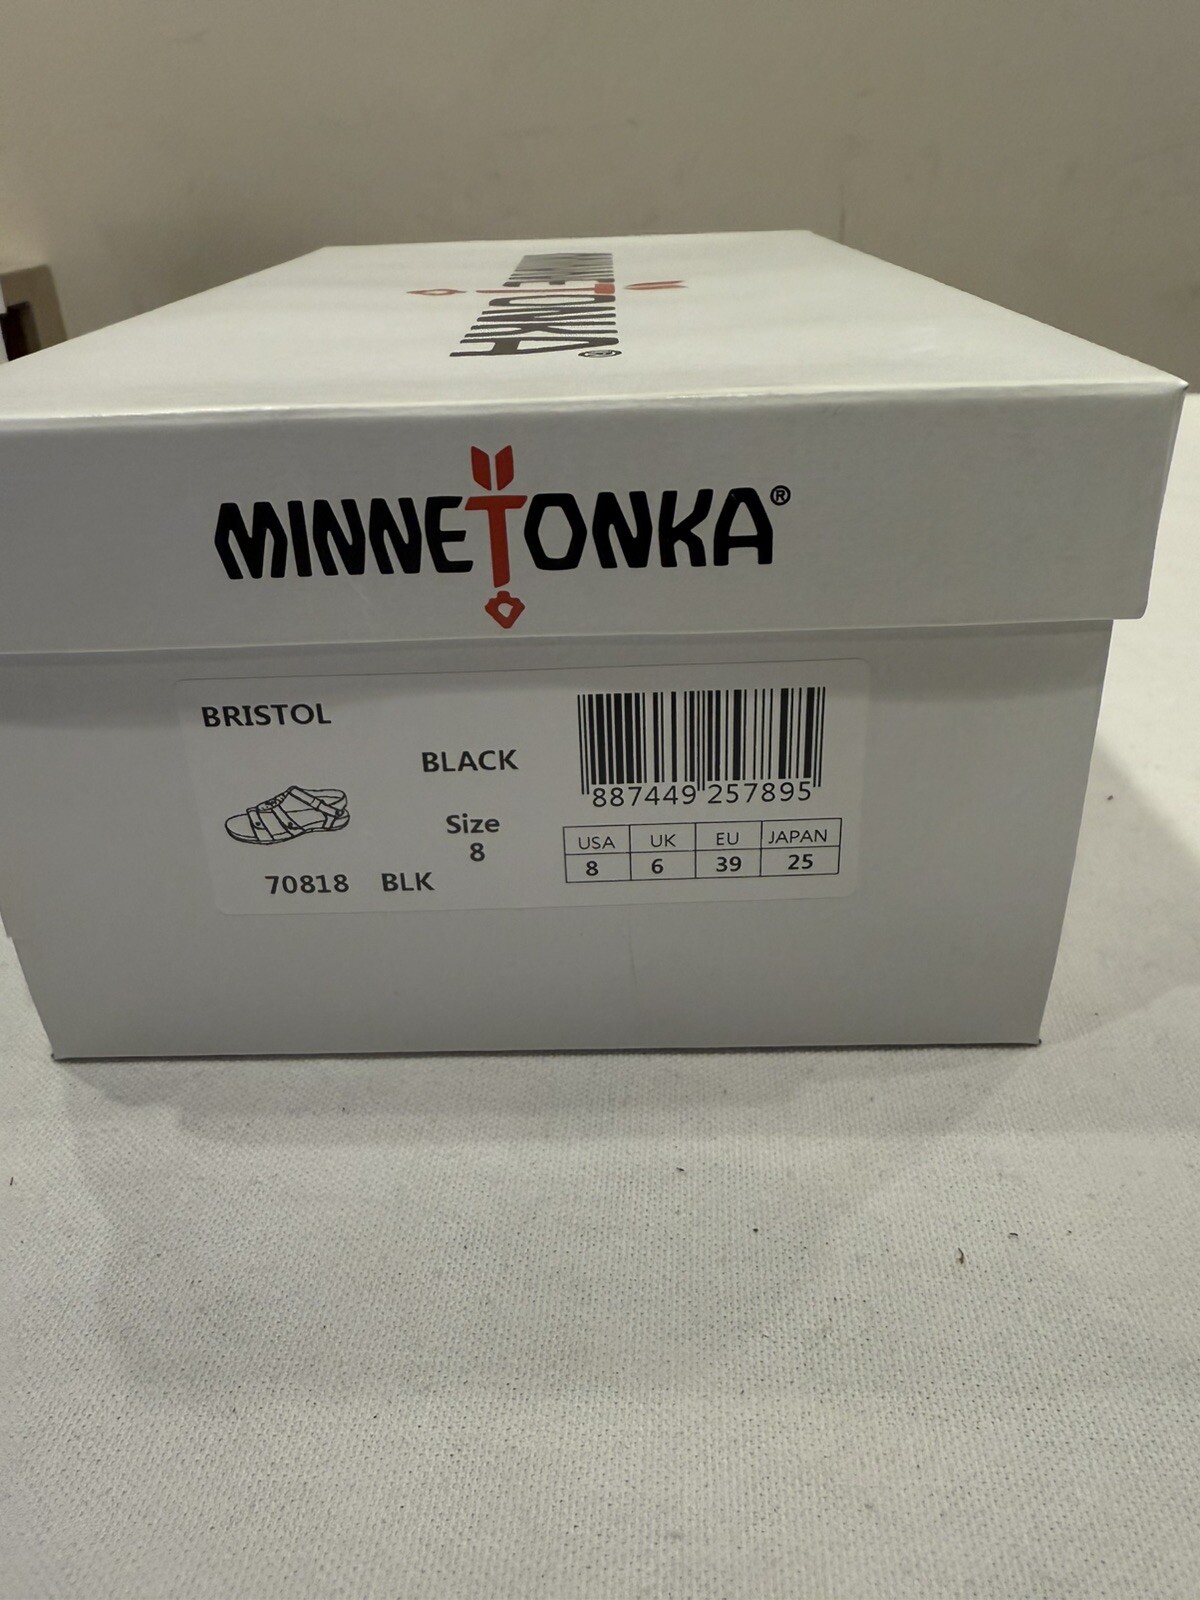 MINNETONKA®
MINNETONKA®
BRISTOL
BLACK
Size
8
70818 BLK
887449 257895
USA UK EU JAPAN
8 6 39 25